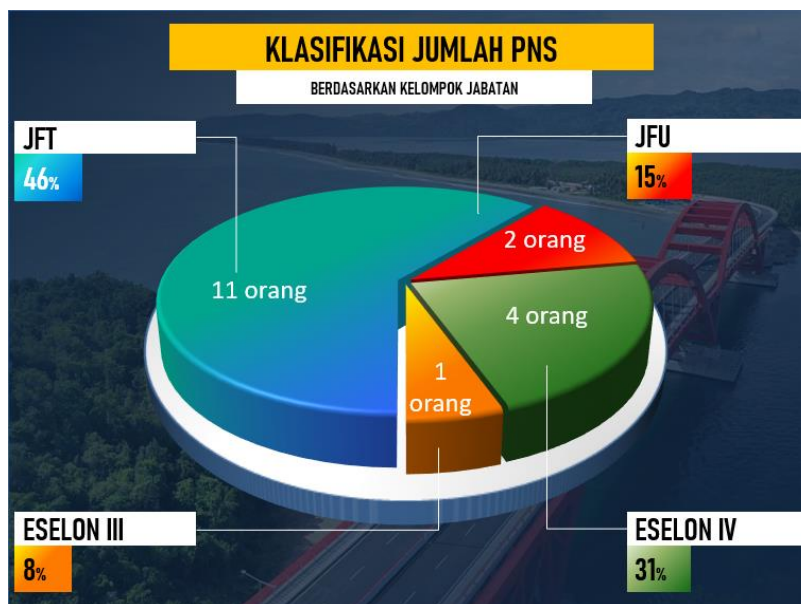 KLASIFIKASI JUMLAH PNS
BERDASARKAN KELOMPOK JABATAN
JFT
46%
JFU
15%
2 orang
11 orang
4 orang
1
orang
ESELON III
8%
ESELON IV
31%